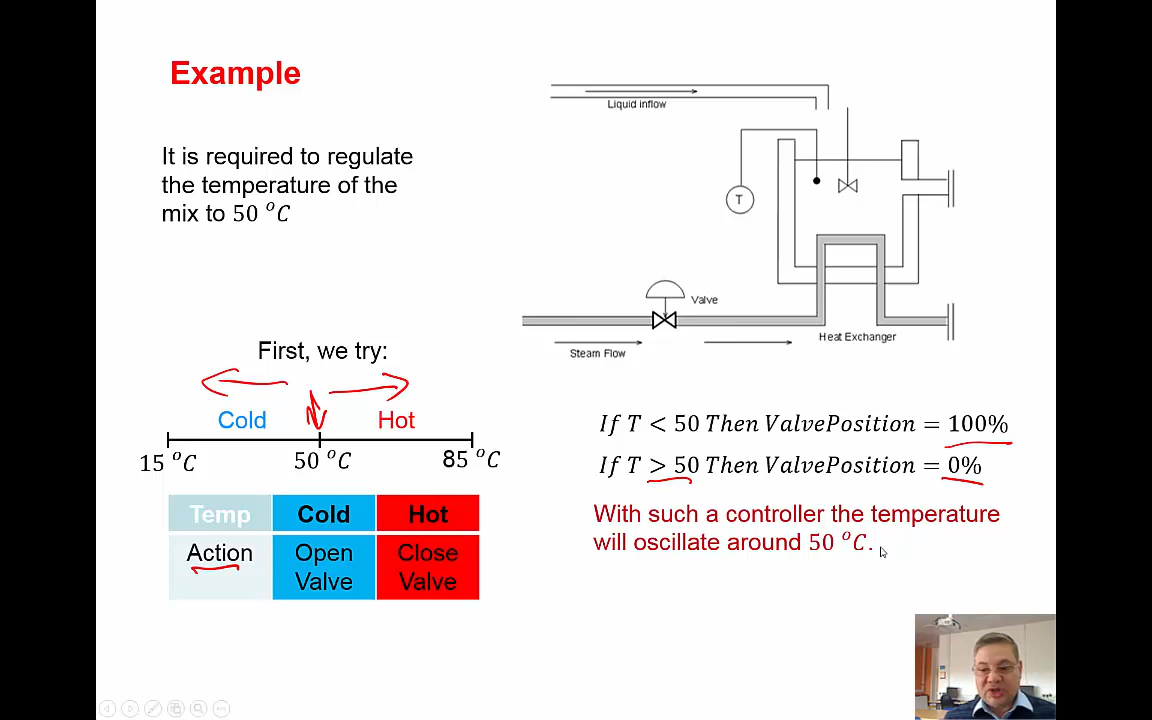 Example
It is required to regulate
the temperature of the
mix to 50 °C
Liquid inflow
T
Valve
Steam Flow
Heat Exchanger
First, we try:
Cold
Hot
15 °C
50 °C
85 °C
Temp Cold Hot
Action Open Close
Valve Valve
If T < 50 Then ValvePosition = 100%
If T > 50 Then ValvePosition = 0%
With such a controller the temperature
will oscillate around 50 °C.